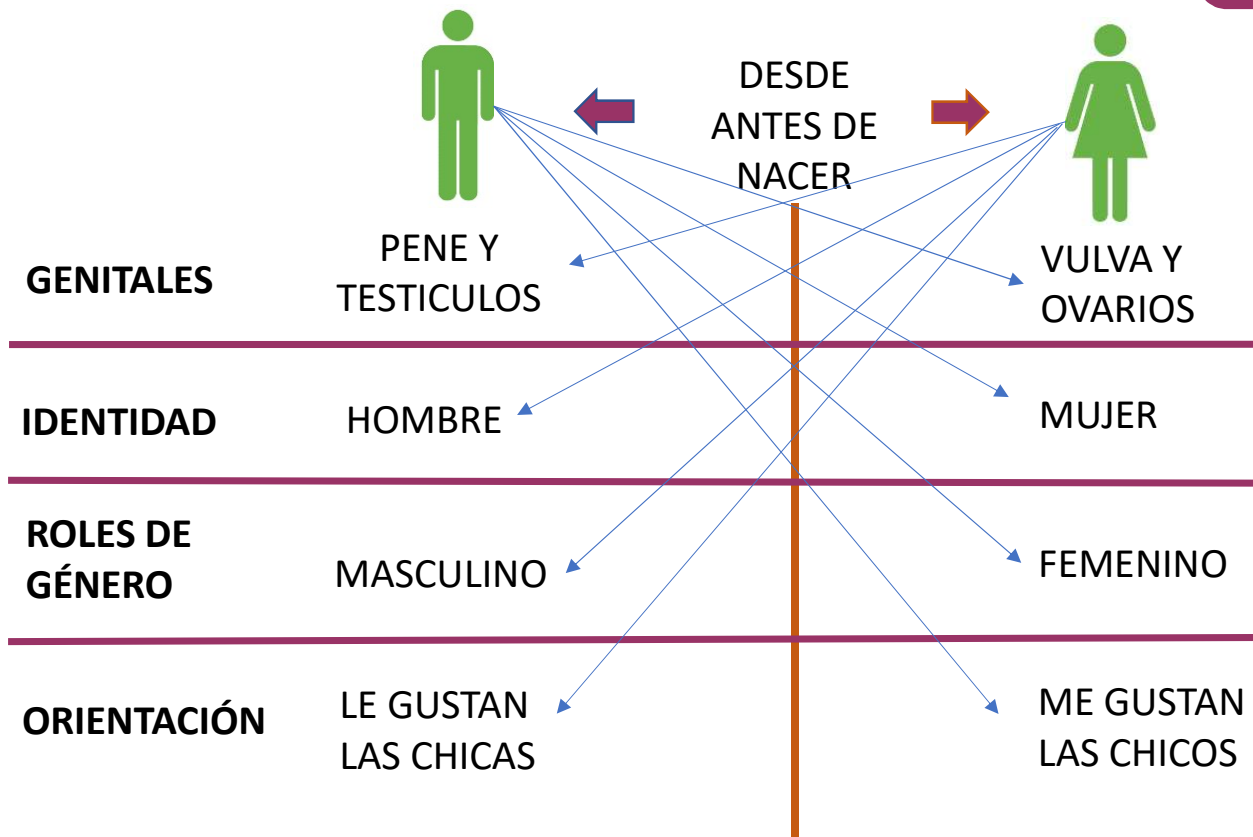 DESDE
ANTES DE
NACER
GENITALES
PENE Y
TESTICULOS
VULVA Y
OVARIOS
IDENTIDAD
HOMBRE
MUJER
ROLES DE
GÉNERO
MASCULINO
FEMENINO
ORIENTACIÓN
LE GUSTAN
LAS CHICAS
ME GUSTAN
LAS CHICOS